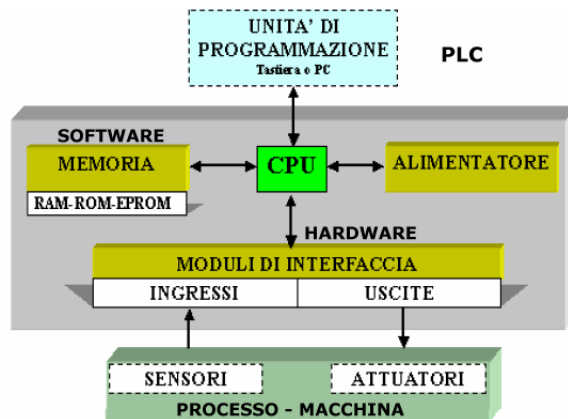 UNITA' DI
PROGRAMMAZIONE
Tastiera o PC
PLC
SOFTWARE
MEMORIA
CPU
ALIMENTATORE
RAM-ROM-EPROM
HARDWARE
MODULI DI INTERFACCIA
INGRESSI
USCITE
SENSORI
ATTUATORI
PROCESSO - MACCHINA